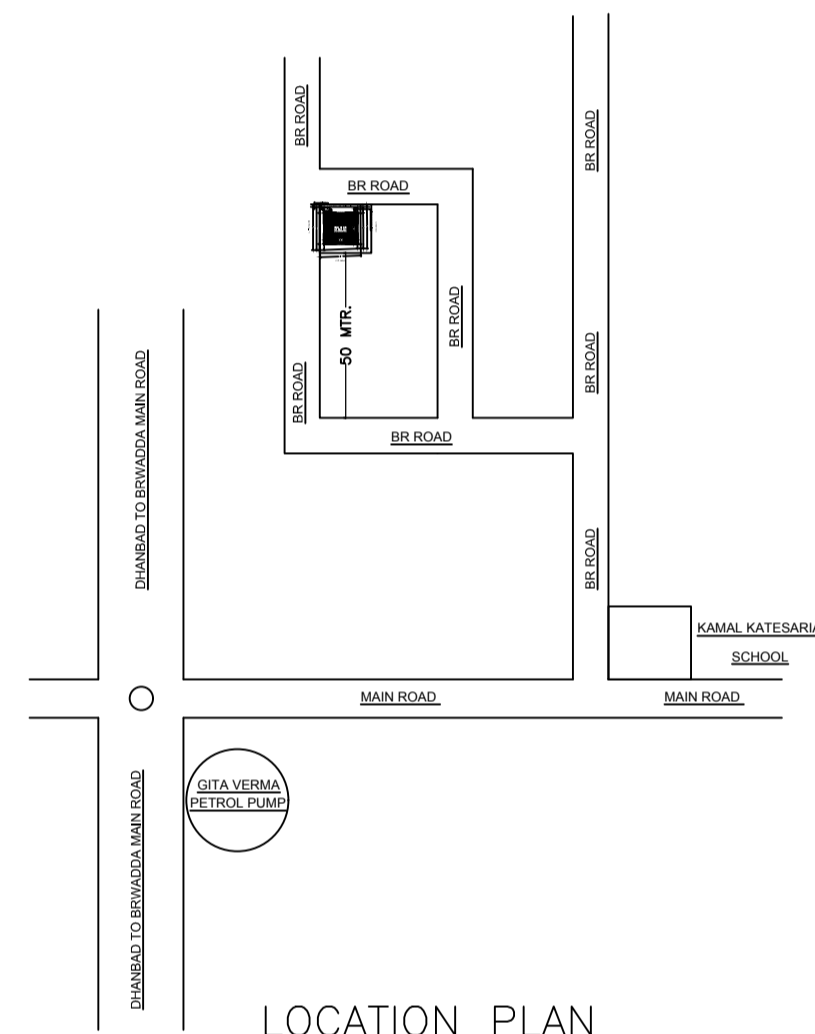 BR ROAD
BR ROAD
BR ROAD
BR ROAD
50 MTR.
DHANBAD TO BRWADDA MAIN ROAD
BR ROAD
BR ROAD
BR ROAD
BR ROAD
KAMAL KATESARIA
SCHOOL
MAIN ROAD
MAIN ROAD
GITA VERMA
PETROL PUMP
DHANBAD TO BRWADDA MAIN ROAD
LOCATION PLAN